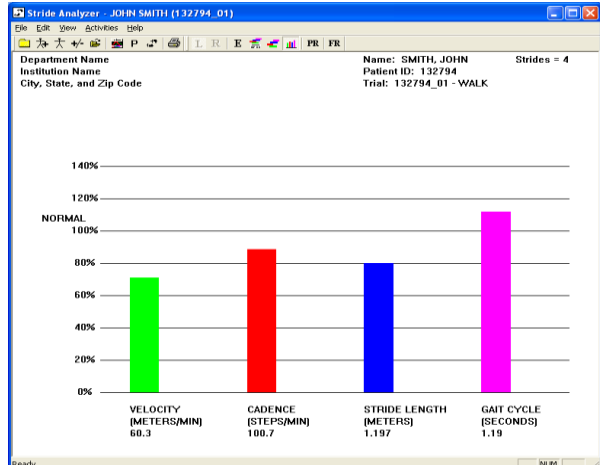 Stride Analyzer - JOHN SMITH (132794_01)
File Edit View Activities Help
P L R E PR FR
Department Name
Institution Name
City, State, and Zip Code
Name: SMITH, JOHN Strides = 4
Patient ID: 132794
Trial: 132794_01 - WALK
140%
120%
NORMAL
100%
80%
60%
40%
20%
0%
VELOCITY
(METERS/MIN)
60.3
CADENCE
(STEPS/MIN)
100.7
STRIDE LENGTH
(METERS)
1.197
GAIT CYCLE
(SECONDS)
1.19
Ready NUM